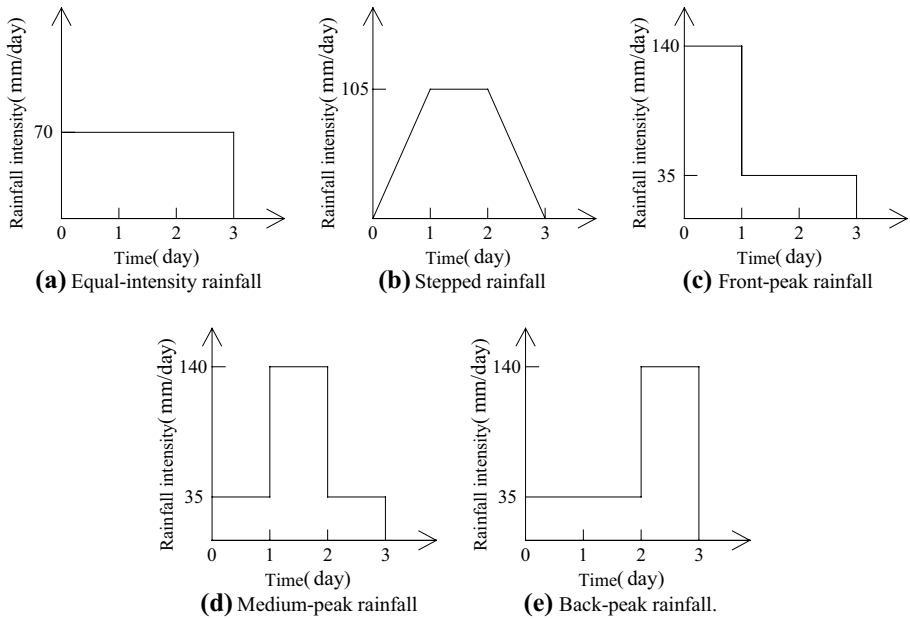 Rainfall intensity( mm/day)
70
0 1 2 3
Time( day)
(a) Equal-intensity rainfall
Rainfall intensity( mm/day)
105
0 1 2 3
Time( day)
(b) Stepped rainfall
Rainfall intensity( mm/day)
140
35
0 1 2 3
Time( day)
(c) Front-peak rainfall
Rainfall intensity( mm/day)
140
35
0 1 2 3
Time( day)
(d) Medium-peak rainfall
Rainfall intensity( mm/day)
140
35
0 1 2 3
Time( day)
(e) Back-peak rainfall.